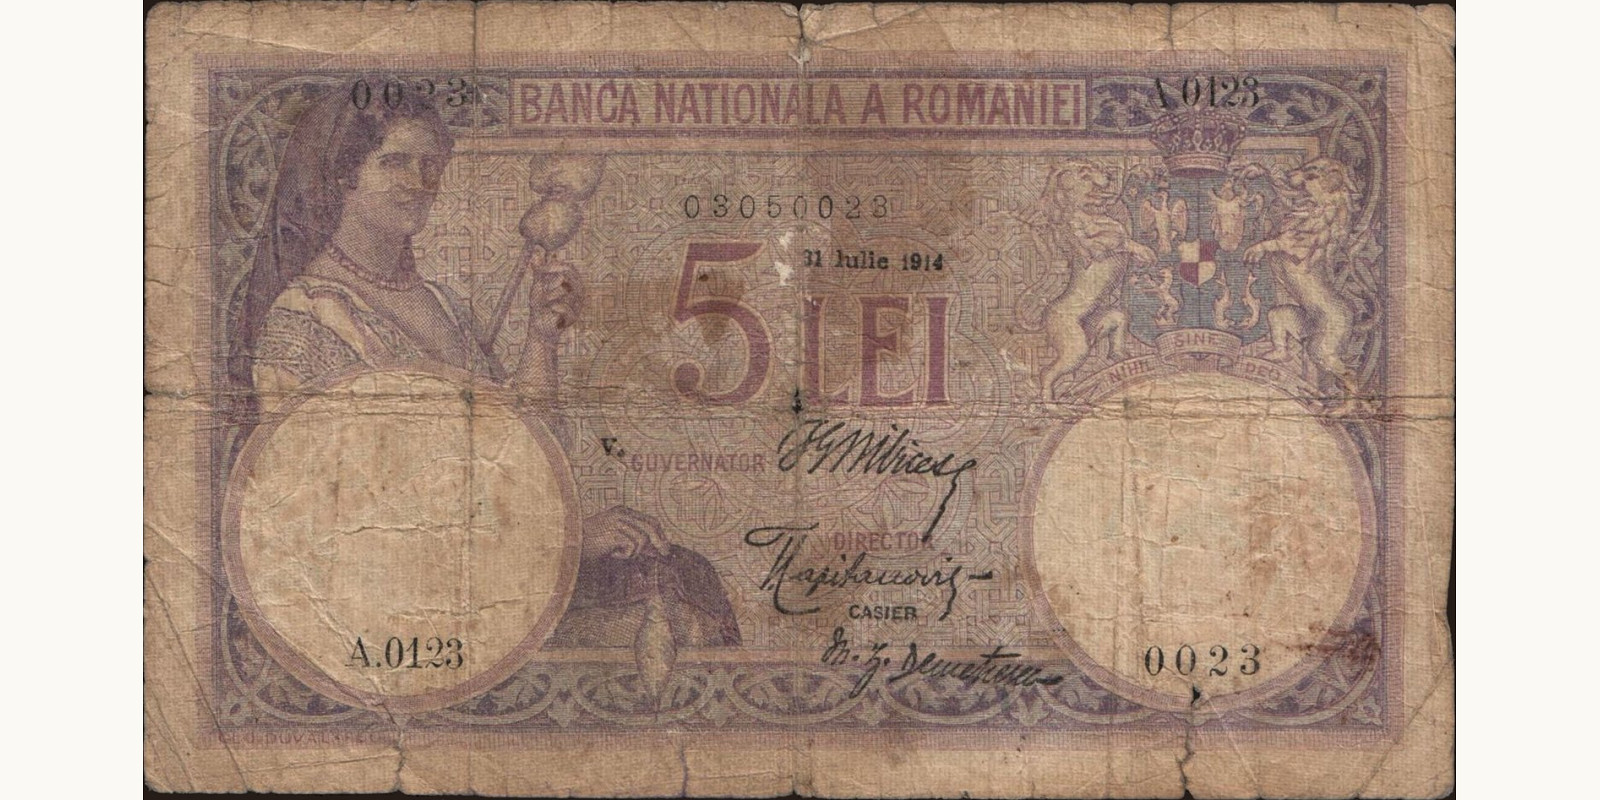 0023 BANCA NATIONALA A ROMANIEI A 0123
03050023
31 Iulie 1914
5 LEI
SINE
NIHIL DEO
V. GUVERNATOR
DIRECTOR
CASIER
A.0123 0023